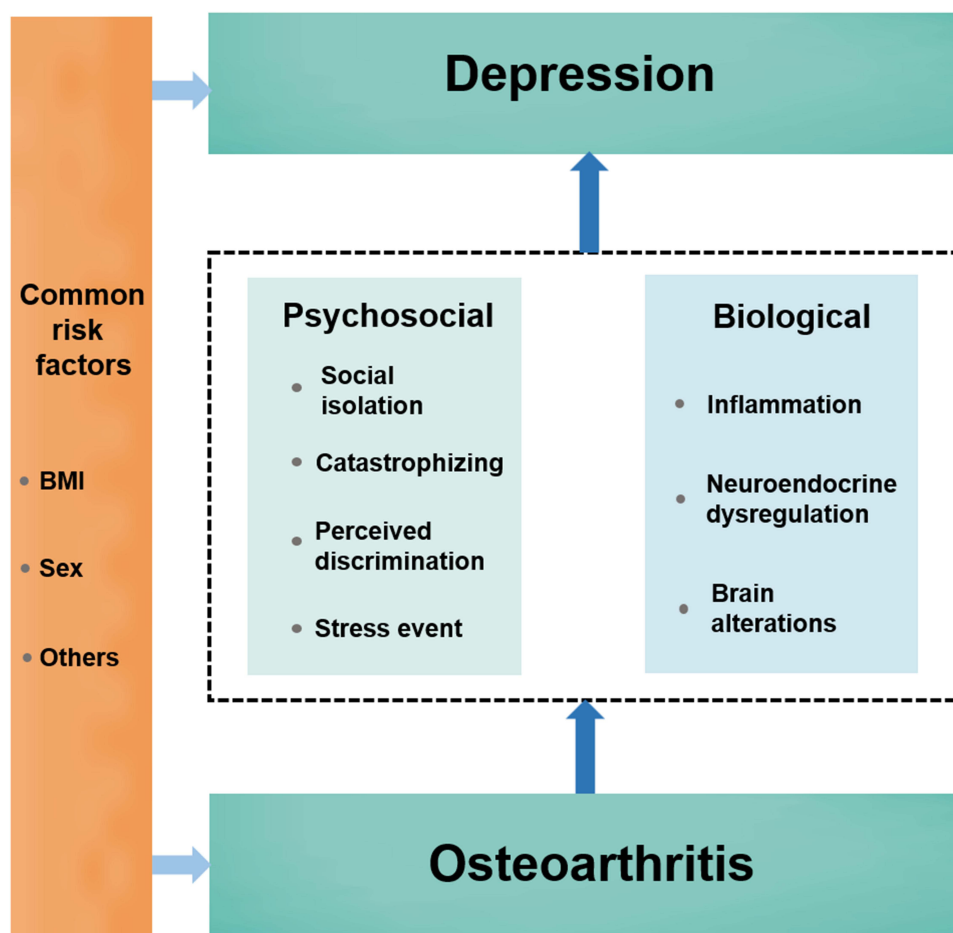 Depression
Common
risk
factors
• BMI
• Sex
• Others
Psychosocial
• Social
isolation
• Catastrophizing
• Perceived
discrimination
• Stress event
Biological
• Inflammation
• Neuroendocrine
dysregulation
• Brain
alterations
Osteoarthritis